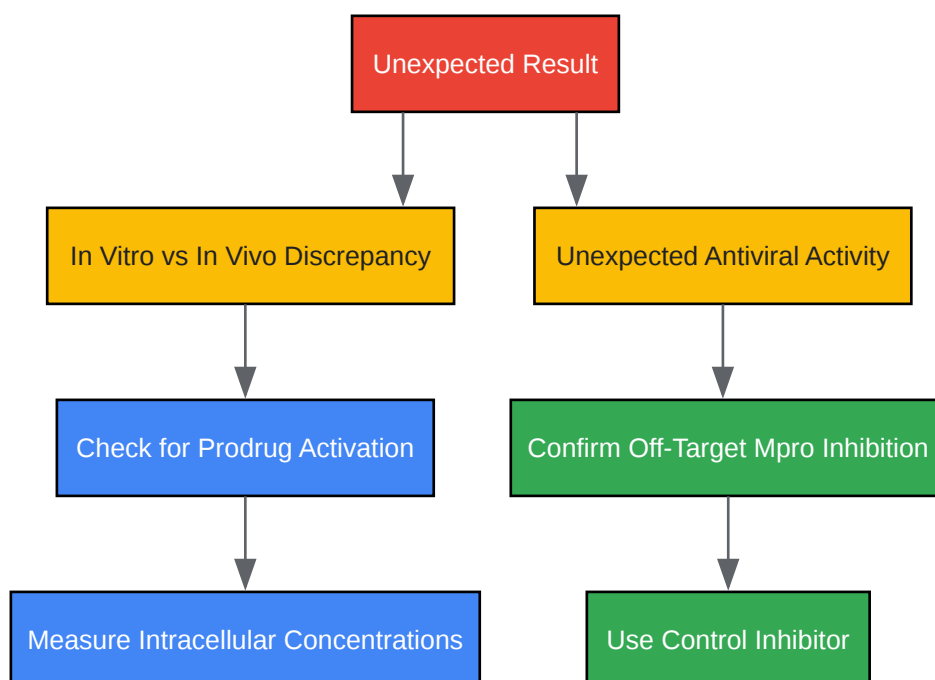 Unexpected Result
In Vitro vs In Vivo Discrepancy
Unexpected Antiviral Activity
Check for Prodrug Activation
Confirm Off-Target Mpro Inhibition
Measure Intracellular Concentrations
Use Control Inhibitor